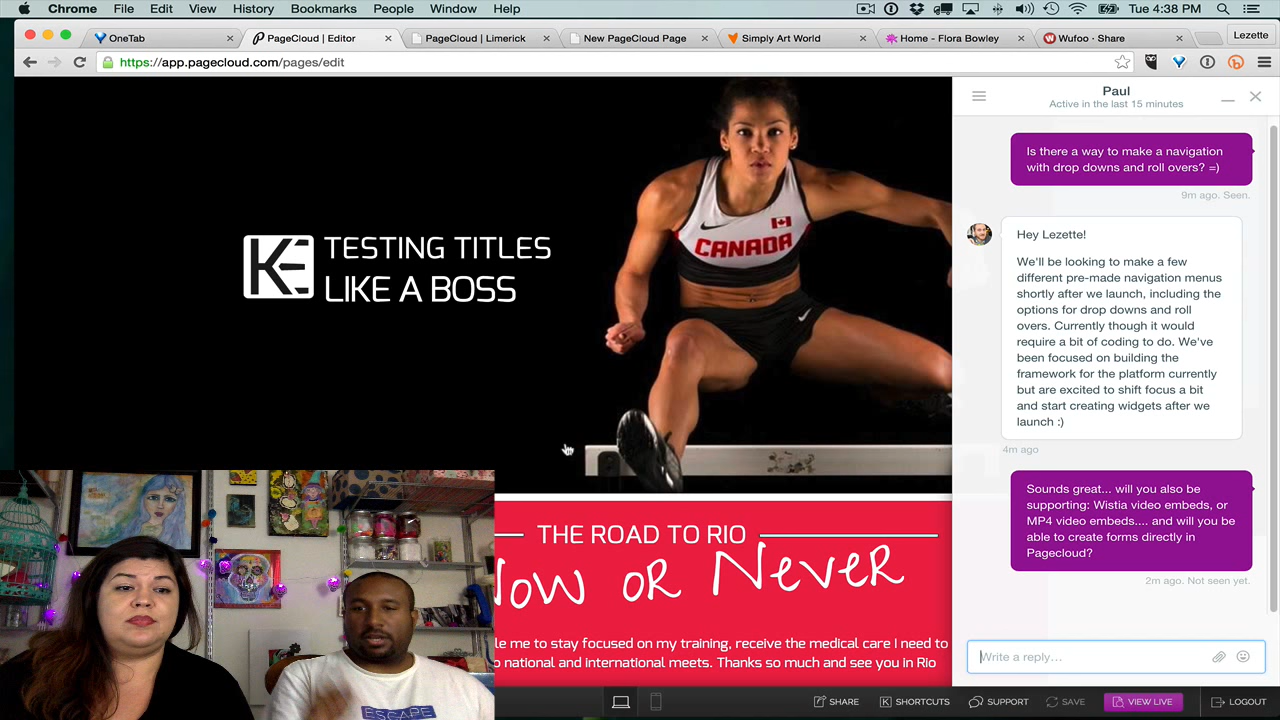 Chrome File Edit View History Bookmarks People Window Help Tue 4:38 PM
OneTab PageCloud | Editor PageCloud | Limerick New PageCloud Page Simply Art World Home - Flora Bowley Wufoo · Share Lezette
https://app.pagecloud.com/pages/edit
Paul
Active in the last 15 minutes
Is there a way to make a navigation
with drop downs and roll overs? =)
9m ago. Seen.
Hey Lezette!
We'll be looking to make a few
different pre-made navigation menus
shortly after we launch, including the
options for drop downs and roll
overs. Currently though it would
require a bit of coding to do. We've
been focused on building the
framework for the platform currently
but are excited to shift focus a bit
and start creating widgets after we
launch :)
4m ago
Sounds great... will you also be
supporting: Wistia video embeds, or
MP4 video embeds.... and will you be
able to create forms directly in
Pagecloud?
2m ago. Not seen yet.
Write a reply...
KE TESTING TITLES
LIKE A BOSS
CANADA
THE ROAD TO RIO
Now or Never
le me to stay focused on my training, receive the medical care I need to
o national and international meets. Thanks so much and see you in Rio
ESCAPE
SHARE SHORTCUTS SUPPORT SAVE VIEW LIVE LOGOUT